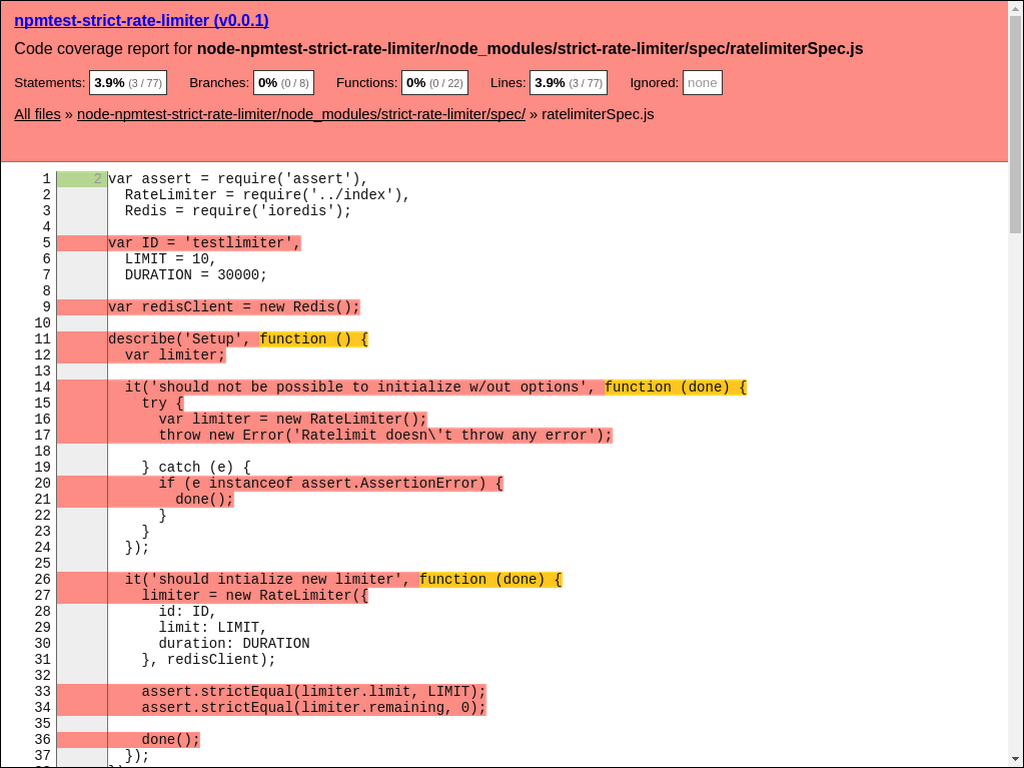 npmtest-strict-rate-limiter (v0.0.1)
Code coverage report for node-npmtest-strict-rate-limiter/node_modules/strict-rate-limiter/spec/ratelimiterSpec.js
Statements: 3.9% (3 / 77) Branches: 0% (0 / 8) Functions: 0% (0 / 22) Lines: 3.9% (3 / 77) Ignored: none
All files » node-npmtest-strict-rate-limiter/node_modules/strict-rate-limiter/spec/ » ratelimiterSpec.js
1 2 var assert = require('assert'),
2 RateLimiter = require('../index'),
3 Redis = require('ioredis');
4
5 var ID = 'testlimiter',
6 LIMIT = 10,
7 DURATION = 30000;
8
9 var redisClient = new Redis();
10
11 describe('Setup', function () {
12 var limiter;
13
14 it('should not be possible to initialize w/out options', function (done) {
15 try {
16 var limiter = new RateLimiter();
17 throw new Error('Ratelimit doesn\'t throw any error');
18
19 } catch (e) {
20 if (e instanceof assert.AssertionError) {
21 done();
22 }
23 }
24 });
25
26 it('should intialize new limiter', function (done) {
27 limiter = new RateLimiter({
28 id: ID,
29 limit: LIMIT,
30 duration: DURATION
31 }, redisClient);
32
33 assert.strictEqual(limiter.limit, LIMIT);
34 assert.strictEqual(limiter.remaining, 0);
35
36 done();
37 });